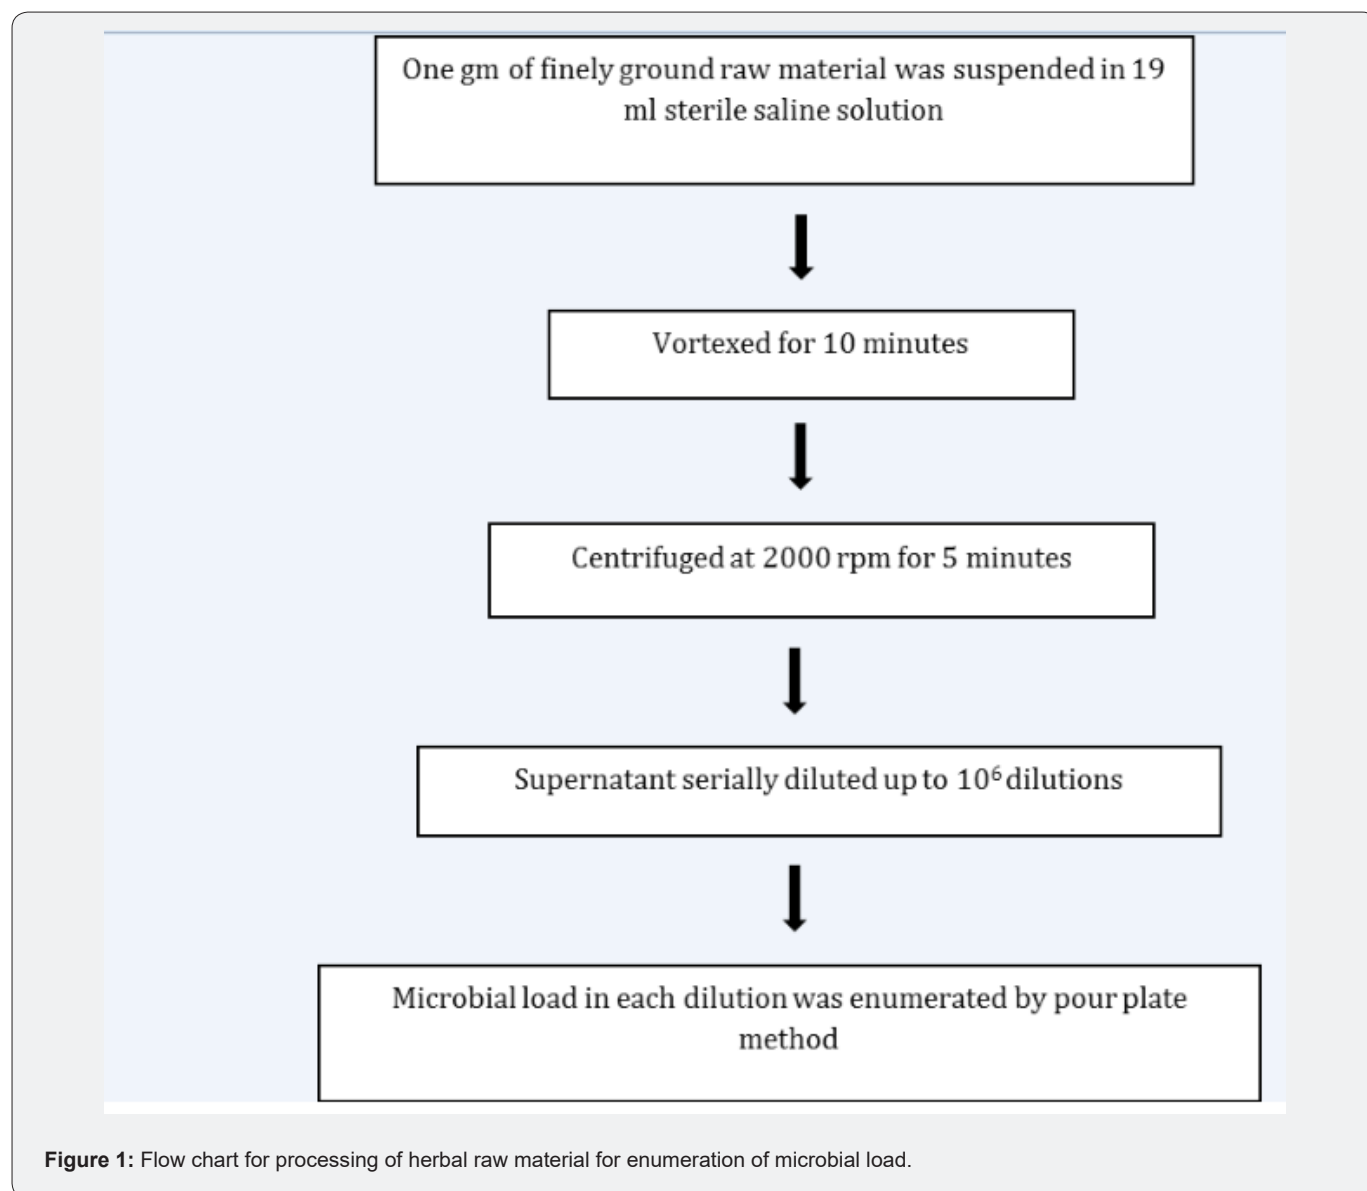 One gm of finely ground raw material was suspended in 19
ml sterile saline solution
Vortexed for 10 minutes
Centrifuged at 2000 rpm for 5 minutes
Supernatant serially diluted up to 10⁶ dilutions
Microbial load in each dilution was enumerated by pour plate
method
Figure 1: Flow chart for processing of herbal raw material for enumeration of microbial load.